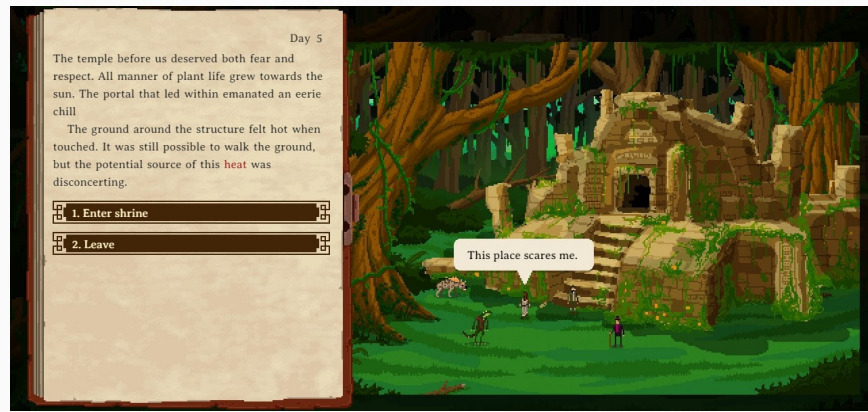 Day 5
The temple before us deserved both fear and
respect. All manner of plant life grew towards the
sun. The portal that led within emanated an eerie
chill
The ground around the structure felt hot when
touched. It was still possible to walk the ground,
but the potential source of this heat was
disconcerting.
1. Enter shrine
2. Leave
This place scares me.